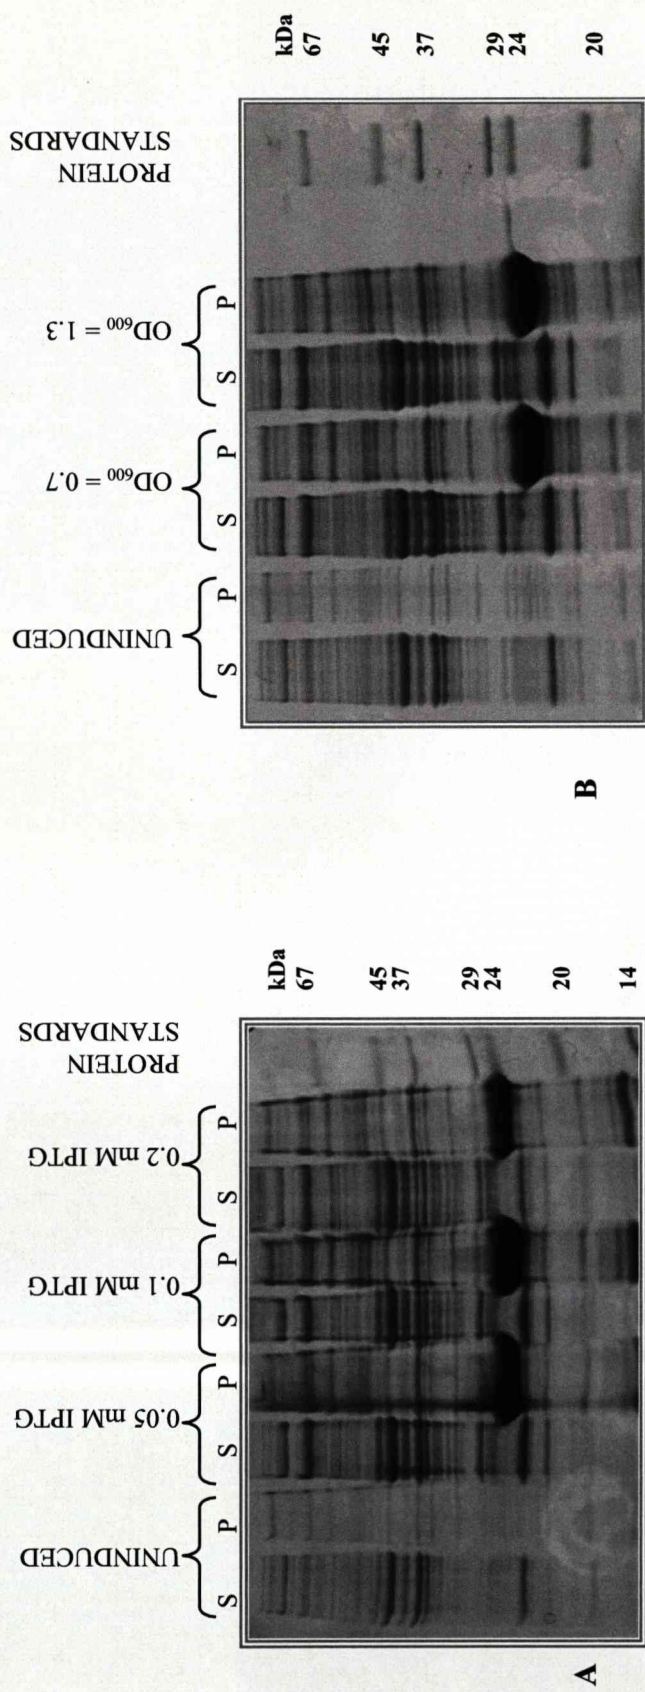 A
UNINDUCED
0.05 mM IPTG
0.1 mM IPTG
0.2 mM IPTG
PROTEIN
STANDARDS
S P S P S P S P
kDa
67
45
37
29
24
20
14
B
UNINDUCED
OD600 = 0.7
OD600 = 1.3
PROTEIN
STANDARDS
S P S P S P
kDa
67
45
37
29
24
20